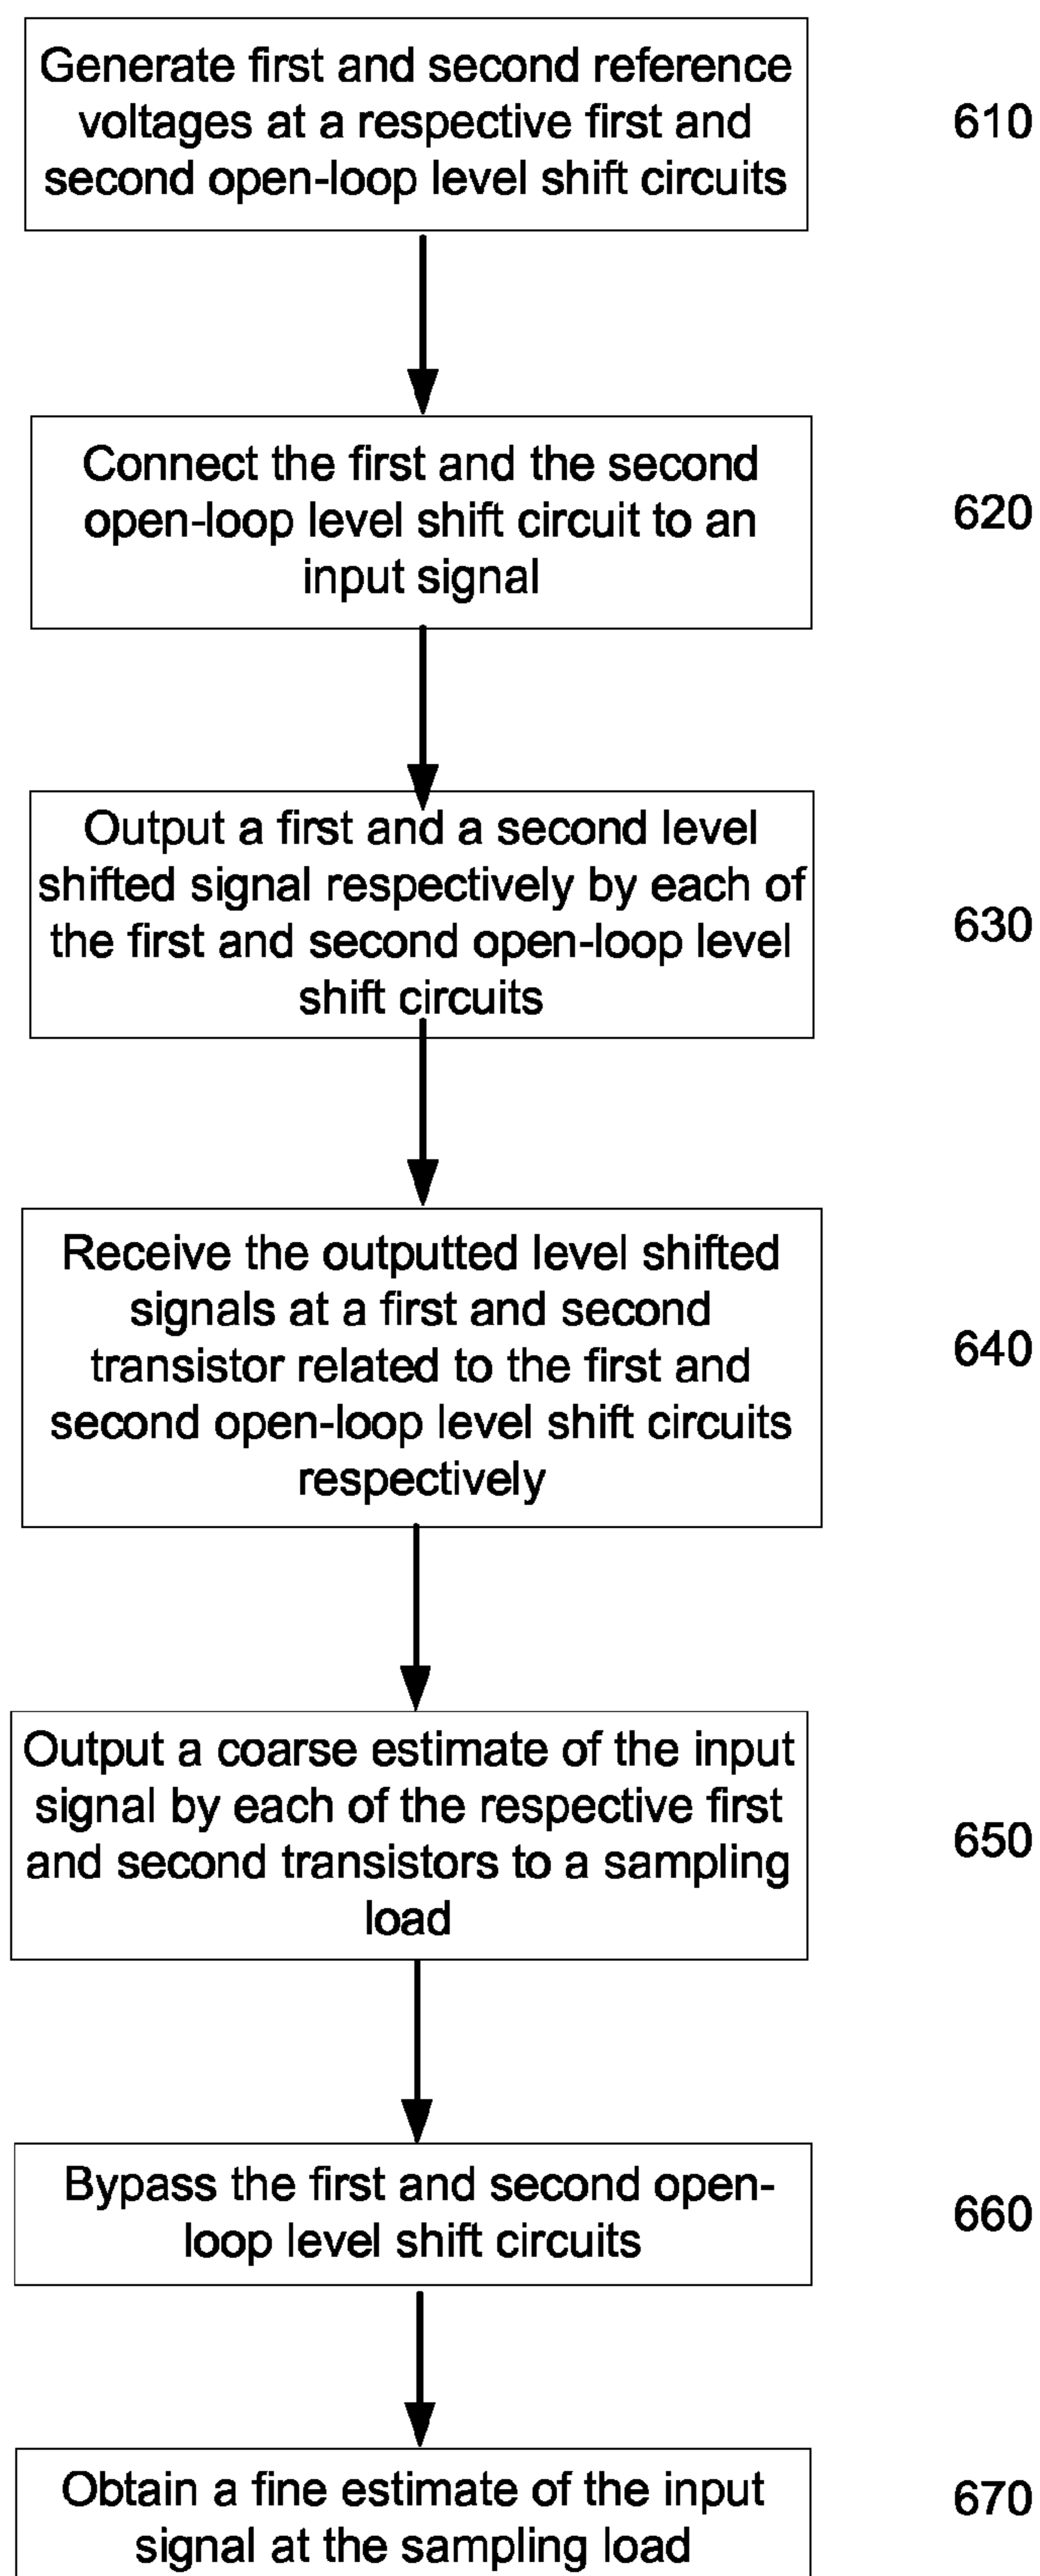 Generate first and second reference
voltages at a respective first and
second open-loop level shift circuits
610
Connect the first and the second
open-loop level shift circuit to an
input signal
620
Output a first and a second level
shifted signal respectively by each of
the first and second open-loop level
shift circuits
630
Receive the outputted level shifted
signals at a first and second
transistor related to the first and
second open-loop level shift circuits
respectively
640
Output a coarse estimate of the input
signal by each of the respective first
and second transistors to a sampling
load
650
Bypass the first and second open-
loop level shift circuits
660
Obtain a fine estimate of the input
signal at the sampling load
670